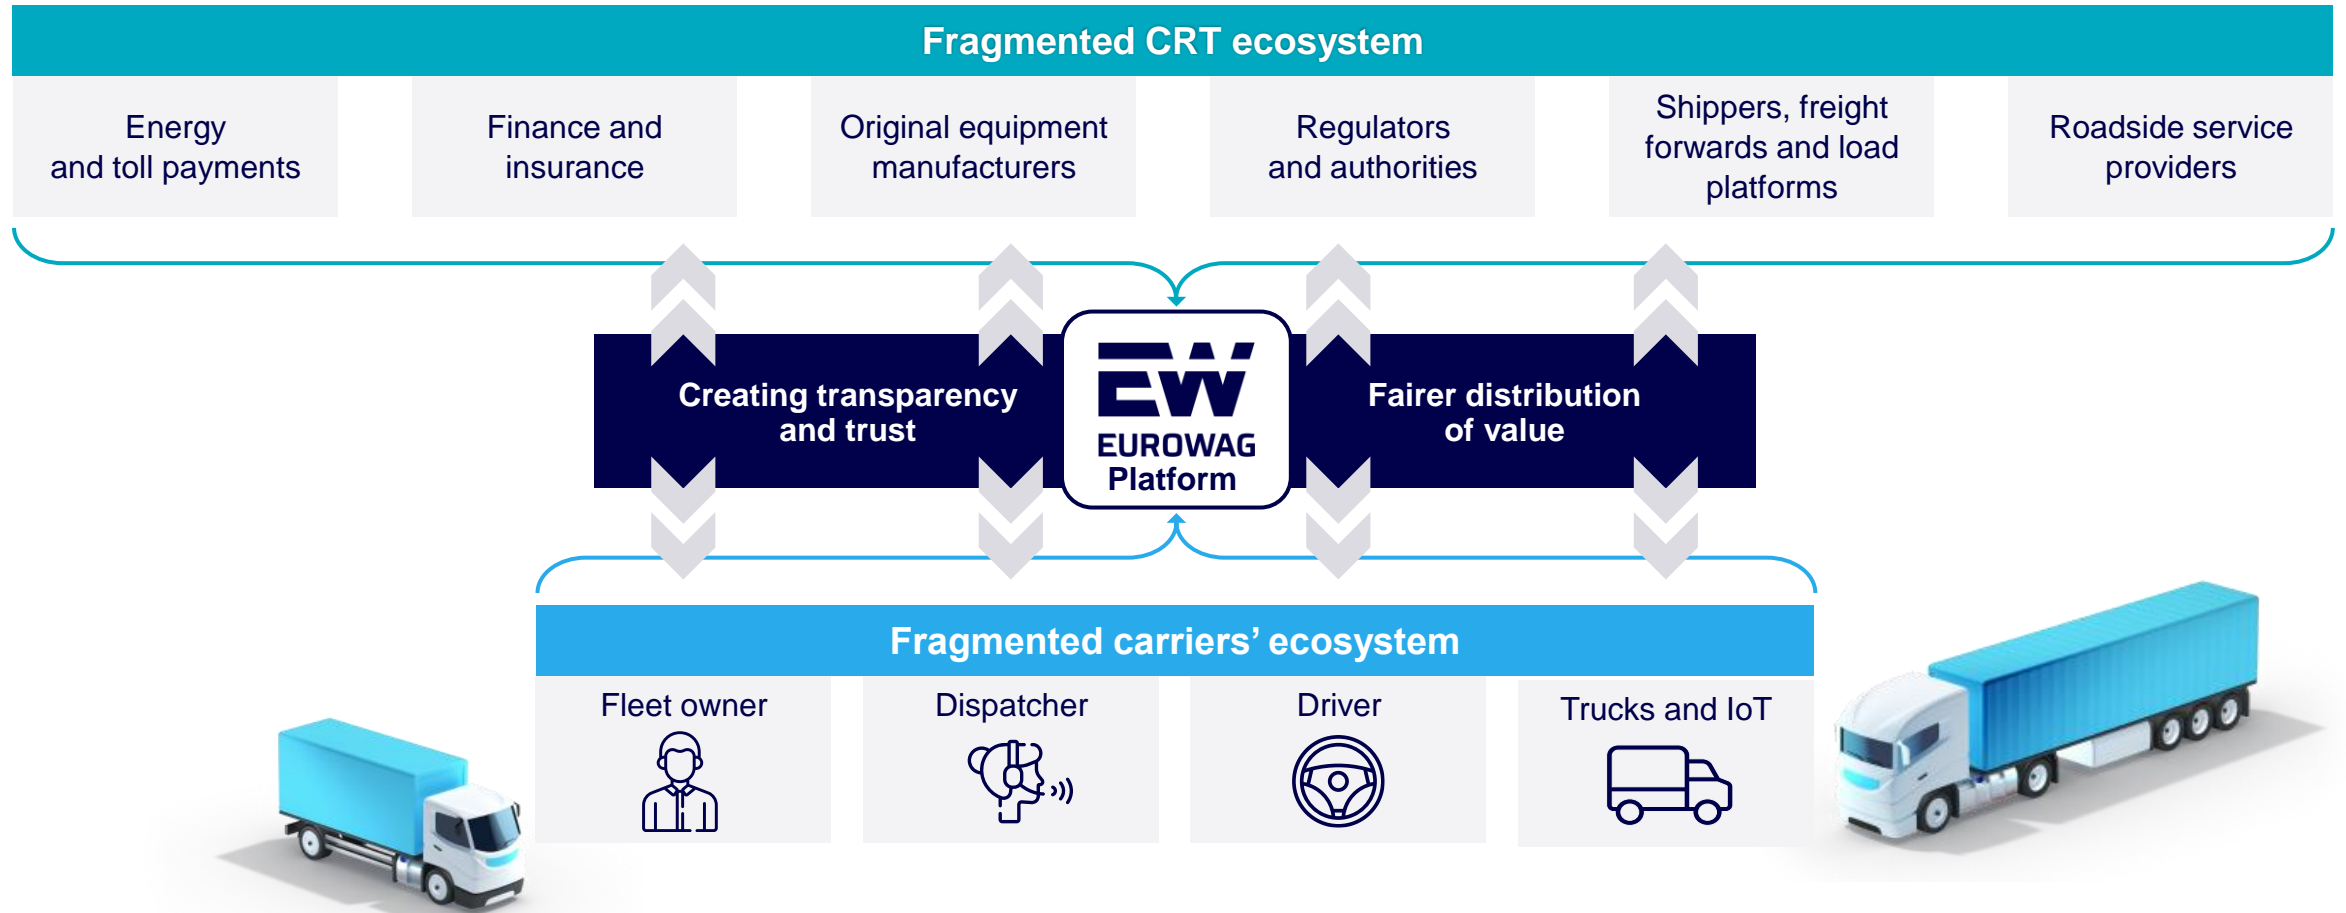 Fragmented CRT ecosystem
Energy
and toll payments
Finance and
insurance
Original equipment
manufacturers
Regulators
and authorities
Shippers, freight
forwards and load
platforms
Roadside service
providers
Creating transparency
and trust
EW
EUROWAG
Platform
Fairer distribution
of value
Fragmented carriers’ ecosystem
Fleet owner
Dispatcher
Driver
Trucks and IoT